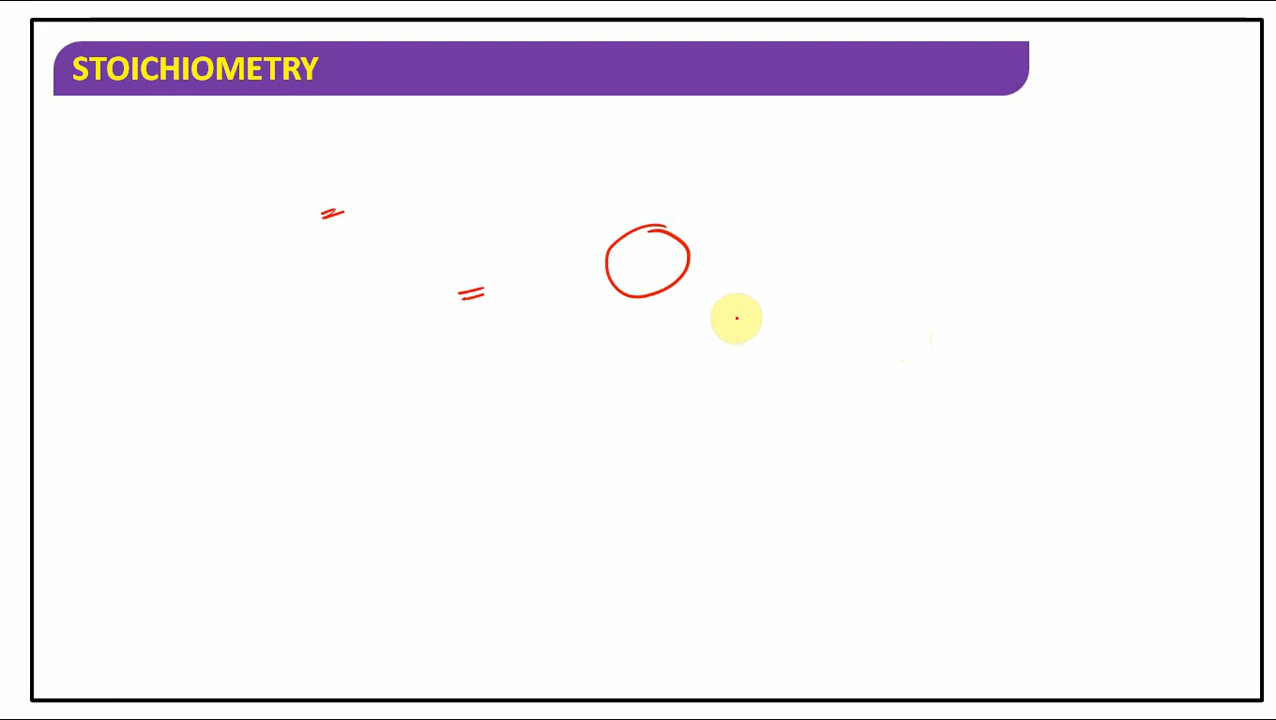 STOICHIOMETRY
=
=